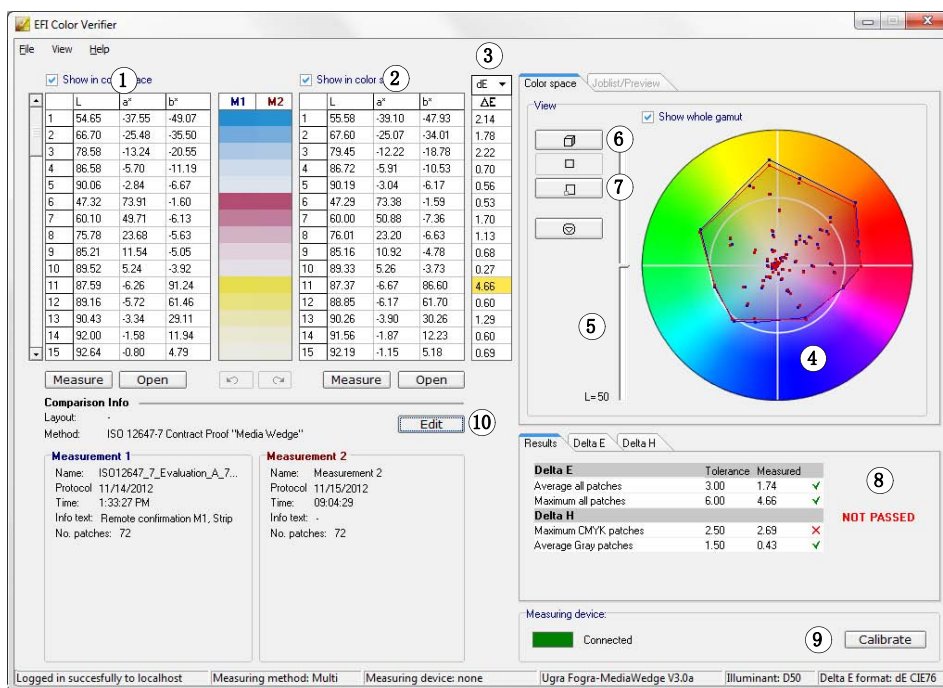 EFI Color Verifier
File View Help
③
Show in co ace ①
Show in color s ②
dE
L a* b*
M1 M2
L a* b*
ΔE
1 54.65 -37.55 -49.07 1 55.58 -39.10 -47.93 2.14
2 66.70 -25.48 -35.50 2 67.60 -25.07 -34.01 1.78
3 78.58 -13.24 -20.55 3 79.45 -12.22 -18.78 2.22
4 86.58 -5.70 -11.19 4 86.72 -5.91 -10.53 0.70
5 90.06 -2.84 -6.67 5 90.19 -3.04 -6.17 0.56
6 47.32 73.91 -1.60 6 47.29 73.38 -1.59 0.53
7 60.10 49.71 -6.13 7 60.00 50.88 -7.36 1.70
8 75.78 23.68 -5.63 8 76.01 23.20 -6.63 1.13
9 85.21 11.54 -5.05 9 85.16 10.92 -4.78 0.68
10 89.52 5.24 -3.92 10 89.33 5.26 -3.73 0.27
11 87.59 -6.26 91.24 11 87.37 -6.67 86.60 4.66
12 89.16 -5.72 61.46 12 88.85 -6.17 61.70 0.60
13 90.43 -3.34 29.11 13 90.26 -3.90 30.26 1.29
14 92.00 -1.58 11.94 14 91.56 -1.87 12.23 0.60
15 92.64 -0.80 4.79 15 92.19 -1.15 5.18 0.69
Measure Open Measure Open
Comparison Info
Layout: -
Method: ISO 12647-7 Contract Proof "Media Wedge"
Edit ⑩
Measurement 1
Name: ISO12647_7_Evaluation_A_7...
Protocol 11/14/2012
Time: 1:33:27 PM
Info text: Remote confirmation M1, Strip
No. patches: 72
Measurement 2
Name: Measurement 2
Protocol 11/15/2012
Time: 09:04:29
Info text: -
No. patches: 72
Color space Joblist/Preview
View
Show whole gamut
⑥
⑦
⑤
④
L=50
Results Delta E Delta H
Delta E Tolerance Measured
Average all patches 3.00 1.74
Maximum all patches 6.00 4.66
Delta H
Maximum CMYK patches 2.50 2.69
Average Gray patches 1.50 0.43
⑧
NOT PASSED
Measuring device:
Connected
⑨ Calibrate
Logged in succesfully to localhost Measuring method: Multi Measuring device: none Ugra Fogra-MediaWedge V3.0a Illuminant: D50 Delta E format: dE CIE76